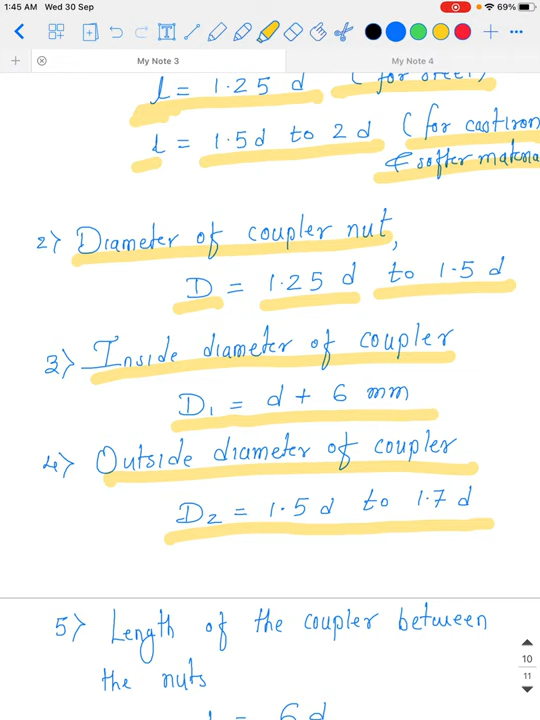 1:45 AM Wed 30 Sep 69%
My Note 3 My Note 4
l = 1.25 d (for steel)
l = 1.5d to 2d (for castiron
& softer materia
2> Diameter of coupler nut,
D = 1.25 d to 1.5 d
3> Inside diameter of coupler
D1 = d + 6 mm
4> Outside diameter of coupler
D2 = 1.5 d to 1.7 d
5> Length of the coupler between
the nuts
= 6d
10
11